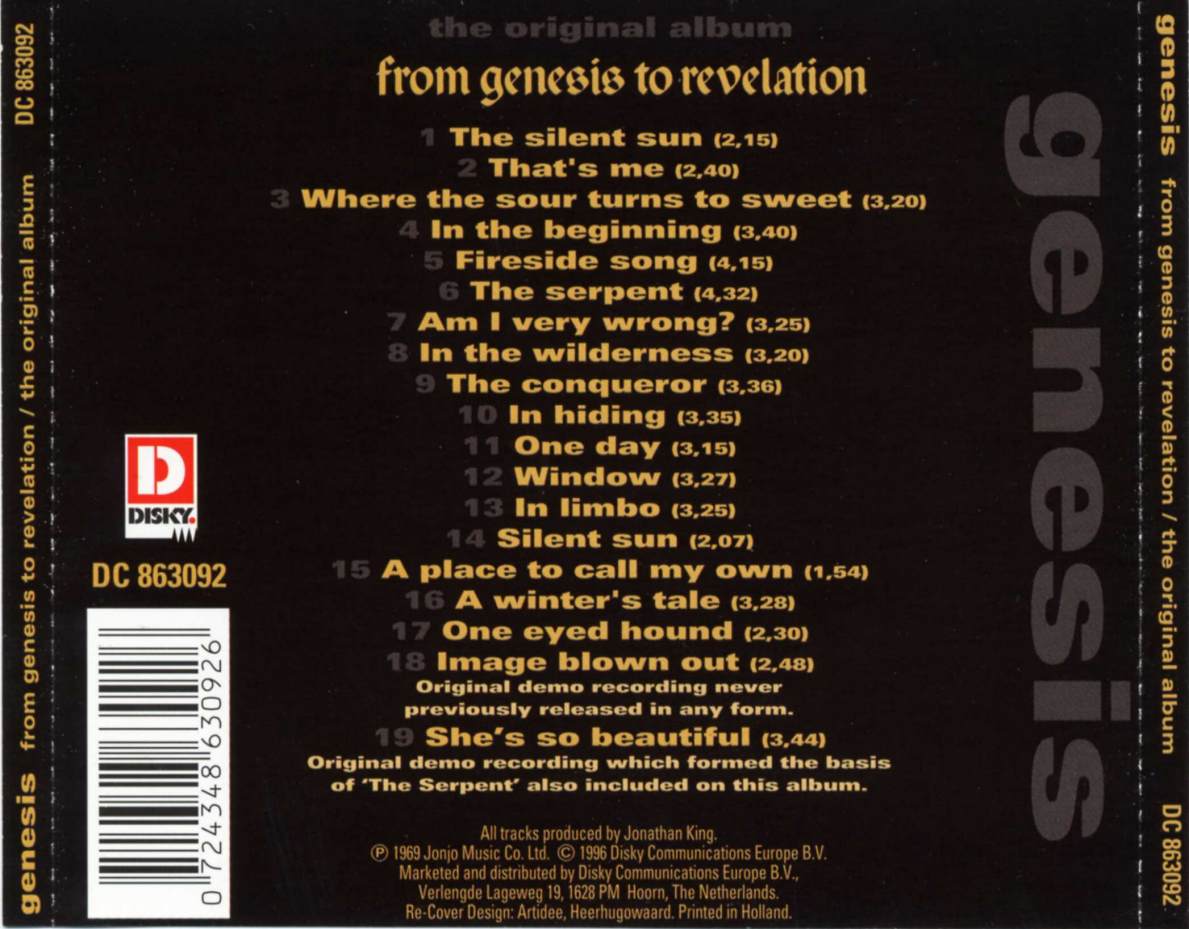 the original album
from genesis to revelation
1 The silent sun (2,15)
2 That's me (2,40)
3 Where the sour turns to sweet (3,20)
4 In the beginning (3,40)
5 Fireside song (4,15)
6 The serpent (4,32)
7 Am I very wrong? (3,25)
8 In the wilderness (3,20)
9 The conqueror (3,36)
10 In hiding (3,35)
11 One day (3,15)
12 Window (3,27)
13 In limbo (3,25)
14 Silent sun (2,07)
15 A place to call my own (1,54)
16 A winter's tale (3,28)
17 One eyed hound (2,30)
18 Image blown out (2,48)
Original demo recording never
previously released in any form.
19 She's so beautiful (3,44)
Original demo recording which formed the basis
of 'The Serpent' also included on this album.
All tracks produced by Jonathan King.
℗ 1969 Jonjo Music Co. Ltd. © 1996 Disky Communications Europe B.V.
Marketed and distributed by Disky Communications Europe B.V.,
Verlengde Lageweg 19, 1628 PM Hoorn, The Netherlands.
Re-Cover Design: Artidee, Heerhugowaard. Printed in Holland.
D
DISKY.
DC 863092
0 724348 630926
genesis
genesis from genesis to revelation / the original album DC 863092
genesis from genesis to revelation / the original album DC 863092